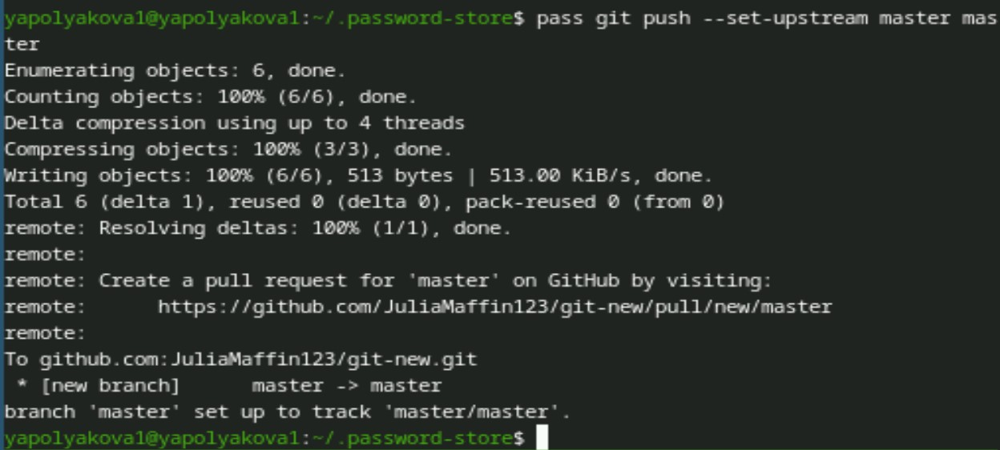 yapolyakova1@yapolyakova1:~/.password-store$ pass git push --set-upstream master mas
ter
Enumerating objects: 6, done.
Counting objects: 100% (6/6), done.
Delta compression using up to 4 threads
Compressing objects: 100% (3/3), done.
Writing objects: 100% (6/6), 513 bytes | 513.00 KiB/s, done.
Total 6 (delta 1), reused 0 (delta 0), pack-reused 0 (from 0)
remote: Resolving deltas: 100% (1/1), done.
remote:
remote: Create a pull request for 'master' on GitHub by visiting:
remote:      https://github.com/JuliaMaffin123/git-new/pull/new/master
remote:
To github.com:JuliaMaffin123/git-new.git
 * [new branch]      master -> master
branch 'master' set up to track 'master/master'.
yapolyakova1@yapolyakova1:~/.password-store$